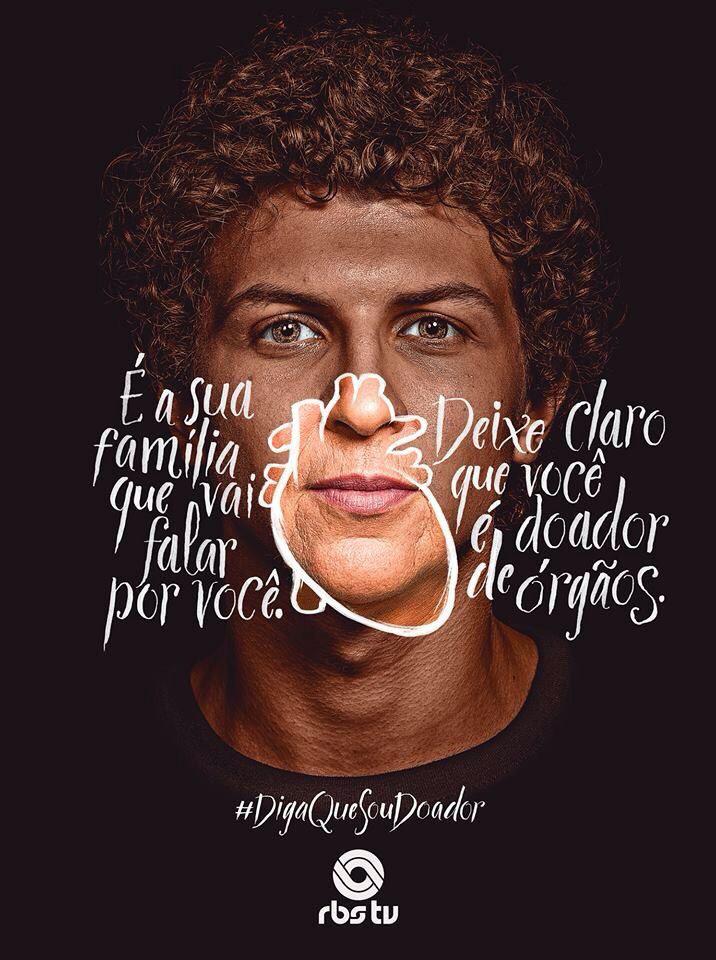 É a sua
família
que vai
falar
por você.
Deixe claro
que você
é doador
de órgãos.
#DigaQueSouDoador
rbs tv